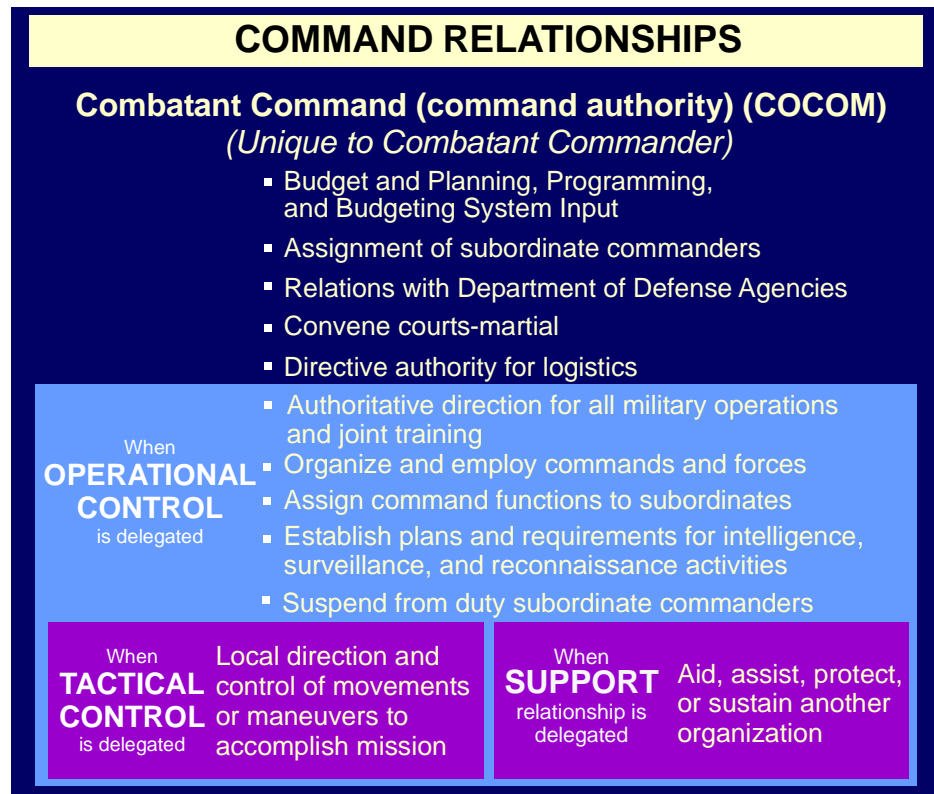 COMMAND RELATIONSHIPS
Combatant Command (command authority) (COCOM)
(Unique to Combatant Commander)
▪ Budget and Planning, Programming,
and Budgeting System Input
▪ Assignment of subordinate commanders
▪ Relations with Department of Defense Agencies
▪ Convene courts-martial
▪ Directive authority for logistics
When
OPERATIONAL
CONTROL
is delegated
▪ Authoritative direction for all military operations
and joint training
▪ Organize and employ commands and forces
▪ Assign command functions to subordinates
▪ Establish plans and requirements for intelligence,
surveillance, and reconnaissance activities
▪ Suspend from duty subordinate commanders
When
TACTICAL
CONTROL
is delegated
Local direction and
control of movements
or maneuvers to
accomplish mission
When
SUPPORT
relationship is
delegated
Aid, assist, protect,
or sustain another
organization